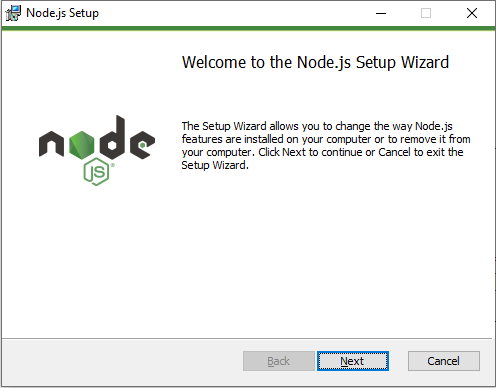 Node.js Setup
Welcome to the Node.js Setup Wizard
The Setup Wizard allows you to change the way Node.js
features are installed on your computer or to remove it from
your computer. Click Next to continue or Cancel to exit the
Setup Wizard.
node
JS®
Back
Next
Cancel